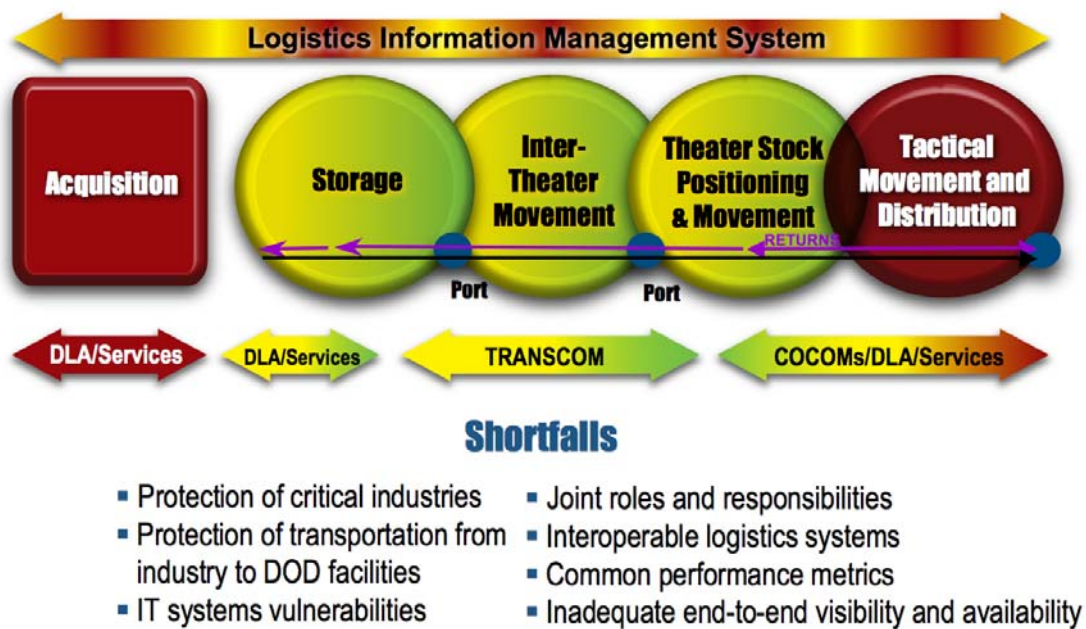 Logistics Information Management System
Acquisition
Storage
Inter-
Theater
Movement
Theater Stock
Positioning
& Movement
Tactical
Movement and
Distribution
RETURNS
Port
Port
DLA/Services
DLA/Services
TRANSCOM
COCOMs/DLA/Services
Shortfalls
▪ Protection of critical industries
▪ Protection of transportation from
industry to DOD facilities
▪ IT systems vulnerabilities
▪ Joint roles and responsibilities
▪ Interoperable logistics systems
▪ Common performance metrics
▪ Inadequate end-to-end visibility and availability